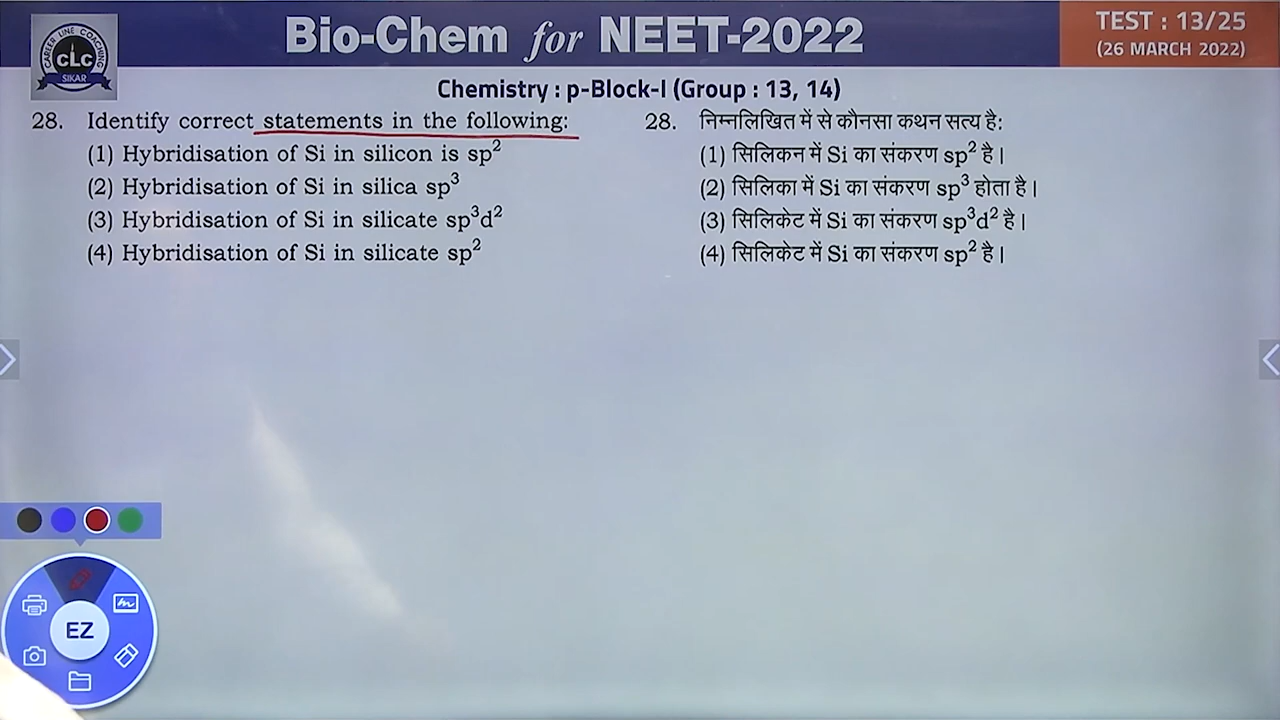 CAREER LINE COACHING
CLC
SIKAR
Bio-Chem for NEET-2022
TEST : 13/25
(26 MARCH 2022)
Chemistry : p-Block-I (Group : 13, 14)
28. Identify correct statements in the following:
(1) Hybridisation of Si in silicon is sp²
(2) Hybridisation of Si in silica sp³
(3) Hybridisation of Si in silicate sp³d²
(4) Hybridisation of Si in silicate sp²
28. निम्नलिखित में से कौनसा कथन सत्य है:
(1) सिलिकन में Si का संकरण sp² है।
(2) सिलिका में Si का संकरण sp³ होता है।
(3) सिलिकेट में Si का संकरण sp³d² है।
(4) सिलिकेट में Si का संकरण sp² है।
EZ